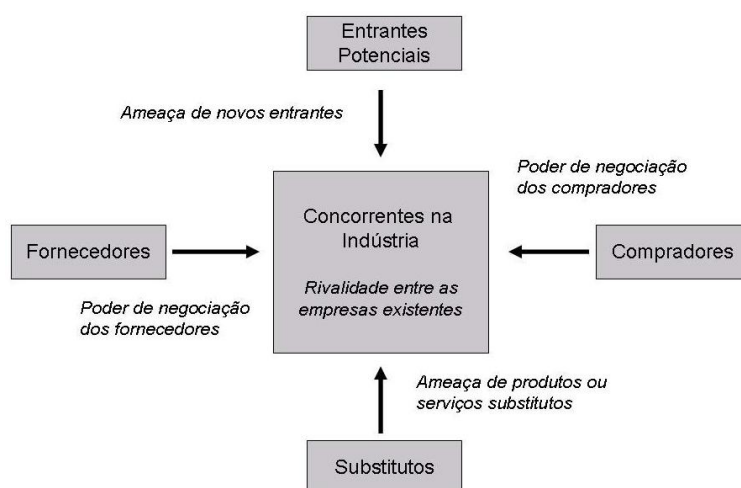 Entrantes
Potenciais
Ameaça de novos entrantes
Poder de negociação
dos compradores
Concorrentes na
Indústria
Fornecedores
Compradores
Rivalidade entre as
empresas existentes
Poder de negociação
dos fornecedores
Ameaça de produtos ou
serviços substitutos
Substitutos